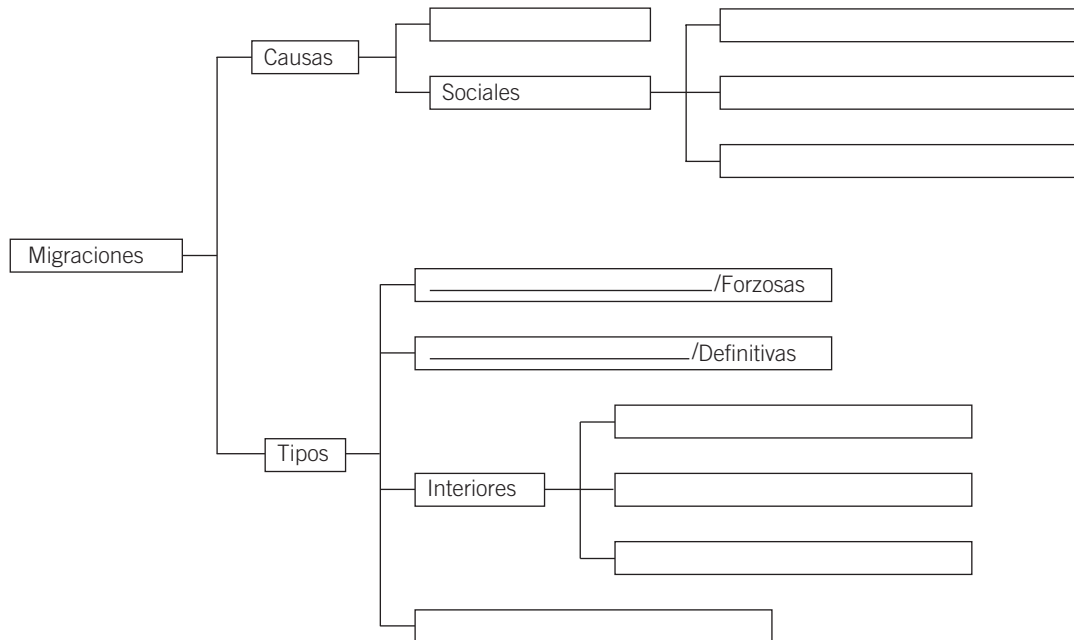 Causas
Sociales
Migraciones
/Forzosas
/Definitivas
Tipos
Interiores